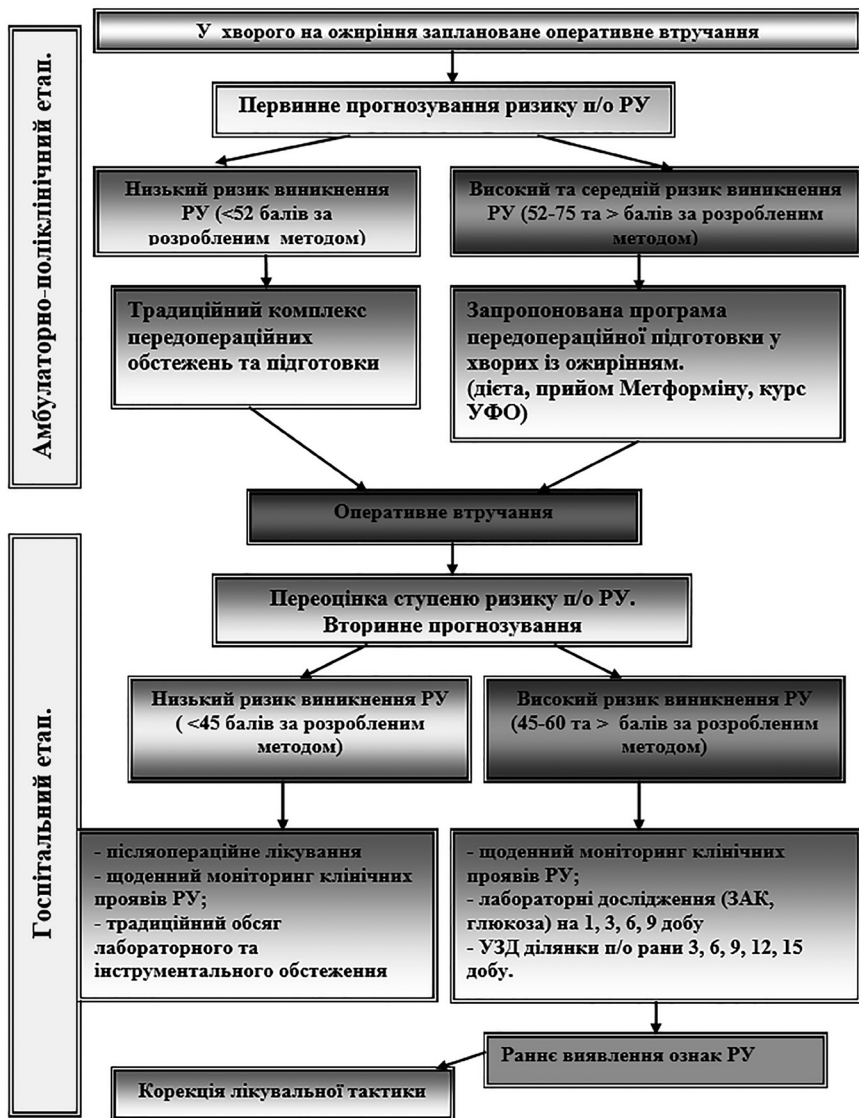 Амбулаторно-поліклінічний етап.
У хворого на ожиріння заплановане оперативне втручання
Первинне прогнозування ризику п/о РУ
Низький ризик виникнення
РУ (<52 балів за
розробленим методом)
Високий та середній ризик виникнення
РУ (52-75 та > балів за розробленим
методом)
Традиційний комплекс
передопераційних
обстежень та підготовки
Запропонована програма
передопераційної підготовки у
хворих із ожирінням.
(дієта, прийом Метформіну, курс
УФО)
Оперативне втручання
Госпітальний етап.
Переоцінка ступеню ризику п/о РУ.
Вторинне прогнозування
Низький ризик виникнення РУ
( <45 балів за розробленим
методом)
Високий ризик виникнення РУ
(45-60 та > балів за розробленим
методом)
- післяопераційне лікування
- щоденний моніторинг клінічних
проявів РУ;
- традиційний обсяг
лабораторного та
інструментального обстеження
- щоденний моніторинг клінічних
проявів РУ;
- лабораторні дослідження (ЗАК,
глюкоза) на 1, 3, 6, 9 добу
- УЗД ділянки п/о рани 3, 6, 9, 12, 15
добу.
Раннє виявлення ознак РУ
Корекція лікувальної тактики